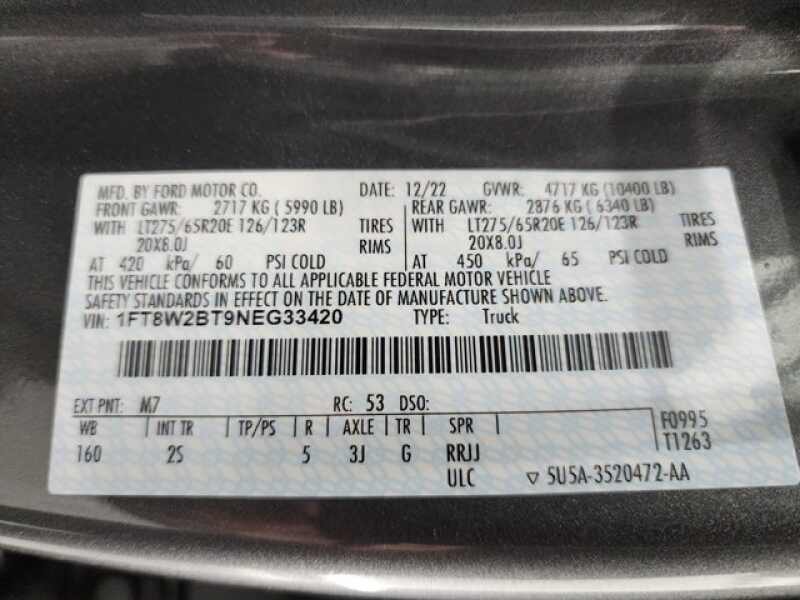 MFD. BY FORD MOTOR CO. DATE: 12/22 GVWR: 4717 KG (10400 LB)
FRONT GAWR: 2717 KG ( 5990 LB) REAR GAWR: 2876 KG ( 6340 LB)
WITH LT275/65R20E 126/123R TIRES WITH LT275/65R20E 126/123R TIRES
20X8.0J RIMS 20X8.0J RIMS
AT 420 kPa/ 60 PSI COLD AT 450 kPa/ 65 PSI COLD
THIS VEHICLE CONFORMS TO ALL APPLICABLE FEDERAL MOTOR VEHICLE
SAFETY STANDARDS IN EFFECT ON THE DATE OF MANUFACTURE SHOWN ABOVE.
VIN: 1FT8W2BT9NEG33420 TYPE: Truck
EXT PNT: M7 RC: 53 DSO:
WB INT TR TP/PS R AXLE TR SPR F0995
160 2S 5 3J G RRJJ T1263
ULC ▽ 5U5A-3520472-AA